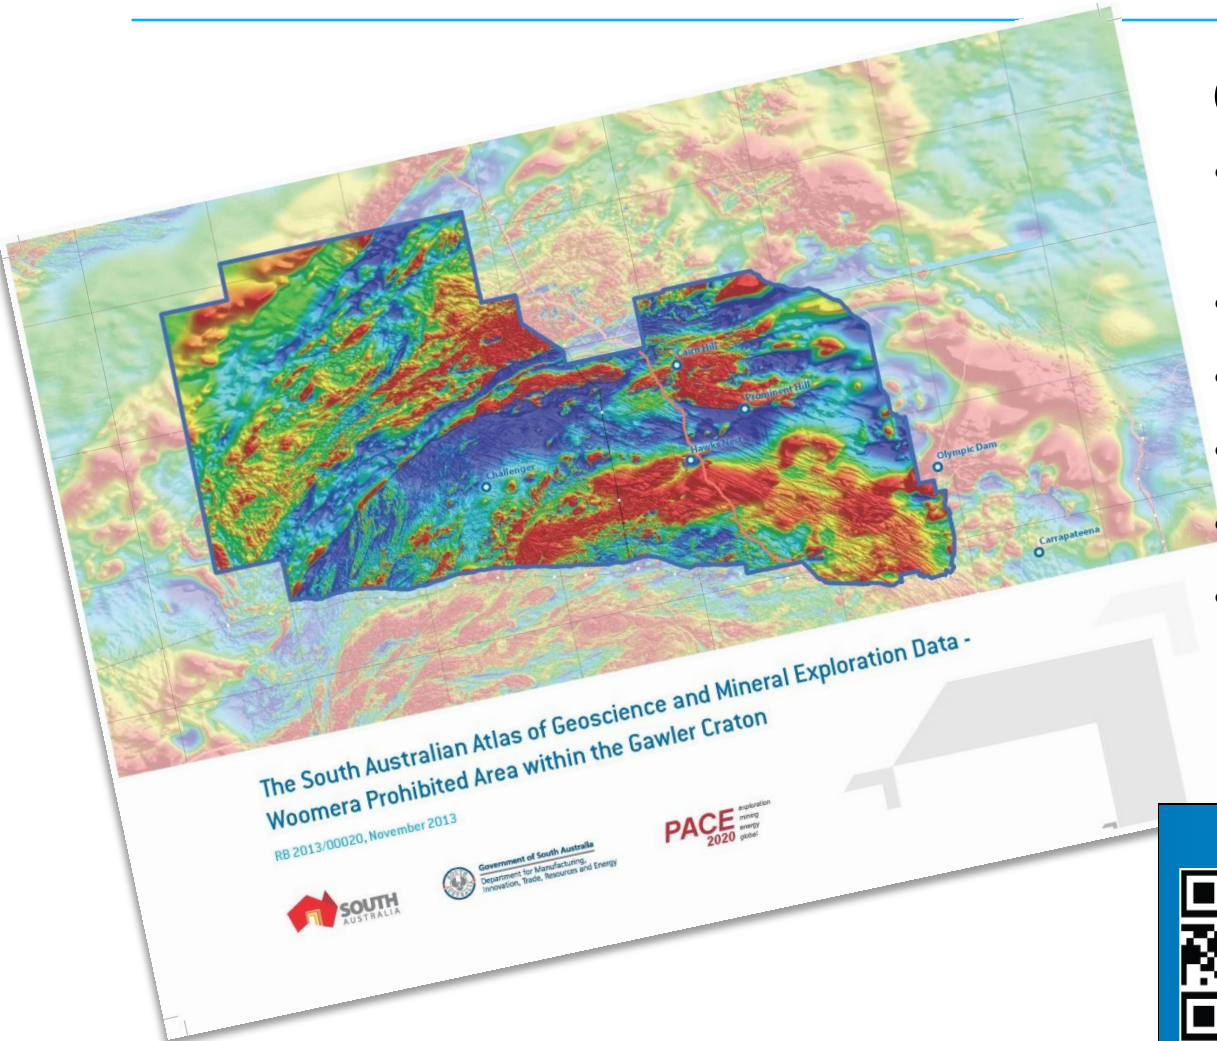 Cairn Hill
Prominent Hill
Hawks Nest
Challenger
Olympic Dam
Carrapateena
The South Australian Atlas of Geoscience and Mineral Exploration Data -
Woomera Prohibited Area within the Gawler Craton
RB 2013/00020, November 2013
SOUTH
AUSTRALIA
Government of South Australia
Department for Manufacturing,
Innovation, Trade, Resources and Energy
PACE
2020
exploration
mining
energy
global